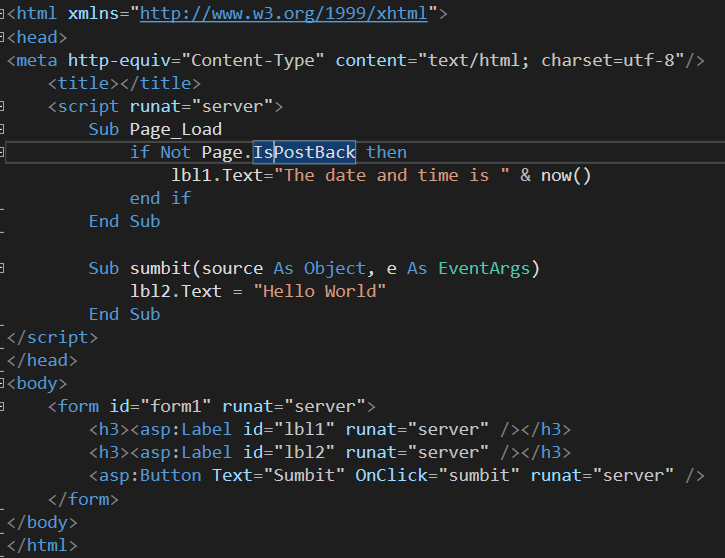 <html xmlns="http://www.w3.org/1999/xhtml">
<head>
<meta http-equiv="Content-Type" content="text/html; charset=utf-8"/>
    <title></title>
    <script runat="server">
        Sub Page_Load
            if Not Page.IsPostBack then
                lbl1.Text="The date and time is " & now()
            end if
        End Sub

        Sub sumbit(source As Object, e As EventArgs)
            lbl2.Text = "Hello World"
        End Sub
</script>
</head>
<body>
    <form id="form1" runat="server">
        <h3><asp:Label id="lbl1" runat="server" /></h3>
        <h3><asp:Label id="lbl2" runat="server" /></h3>
        <asp:Button Text="Sumbit" OnClick="sumbit" runat="server" />
    </form>
</body>
</html>